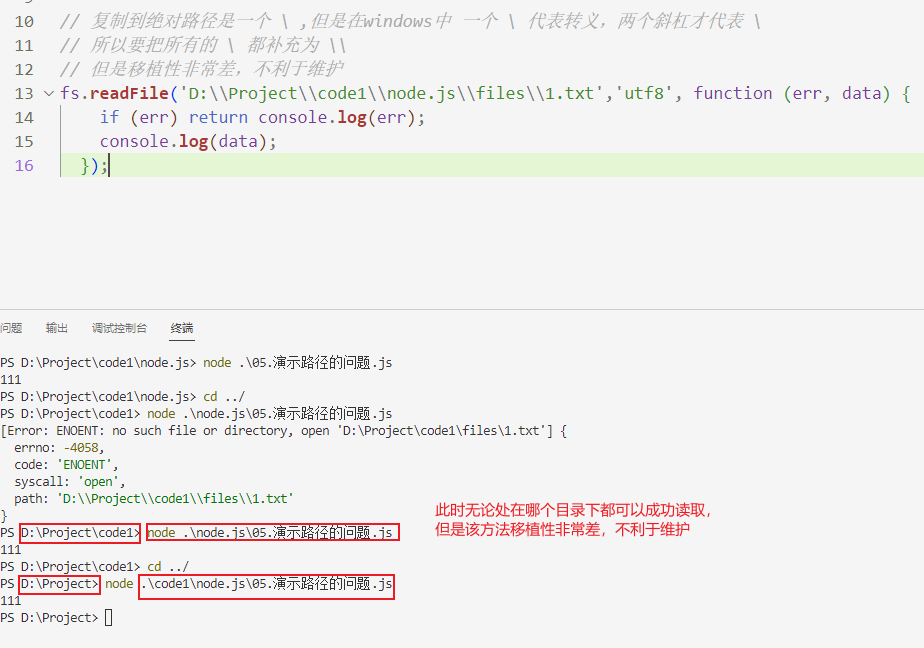 10 // 复制到绝对路径是一个 \ ,但是在windows中 一个 \ 代表转义，两个斜杠才代表 \
11 // 所以要把所有的 \ 都补充为 \\
12 // 但是移植性非常差，不利于维护
13 fs.readFile('D:\\Project\\code1\\node.js\\files\\1.txt','utf8', function (err, data) {
14 if (err) return console.log(err);
15 console.log(data);
16 });
问题 输出 调试控制台 终端
PS D:\Project\code1\node.js> node .\05.演示路径的问题.js
111
PS D:\Project\code1\node.js> cd ../
PS D:\Project\code1> node .\node.js\05.演示路径的问题.js
[Error: ENOENT: no such file or directory, open 'D:\Project\code1\files\1.txt'] {
errno: -4058,
code: 'ENOENT',
syscall: 'open',
path: 'D:\\Project\\code1\\files\\1.txt'
}
PS D:\Project\code1> node .\node.js\05.演示路径的问题.js
111
PS D:\Project\code1> cd ../
PS D:\Project> node .\code1\node.js\05.演示路径的问题.js
111
PS D:\Project>
此时无论处在哪个目录下都可以成功读取，
但是该方法移植性非常差，不利于维护